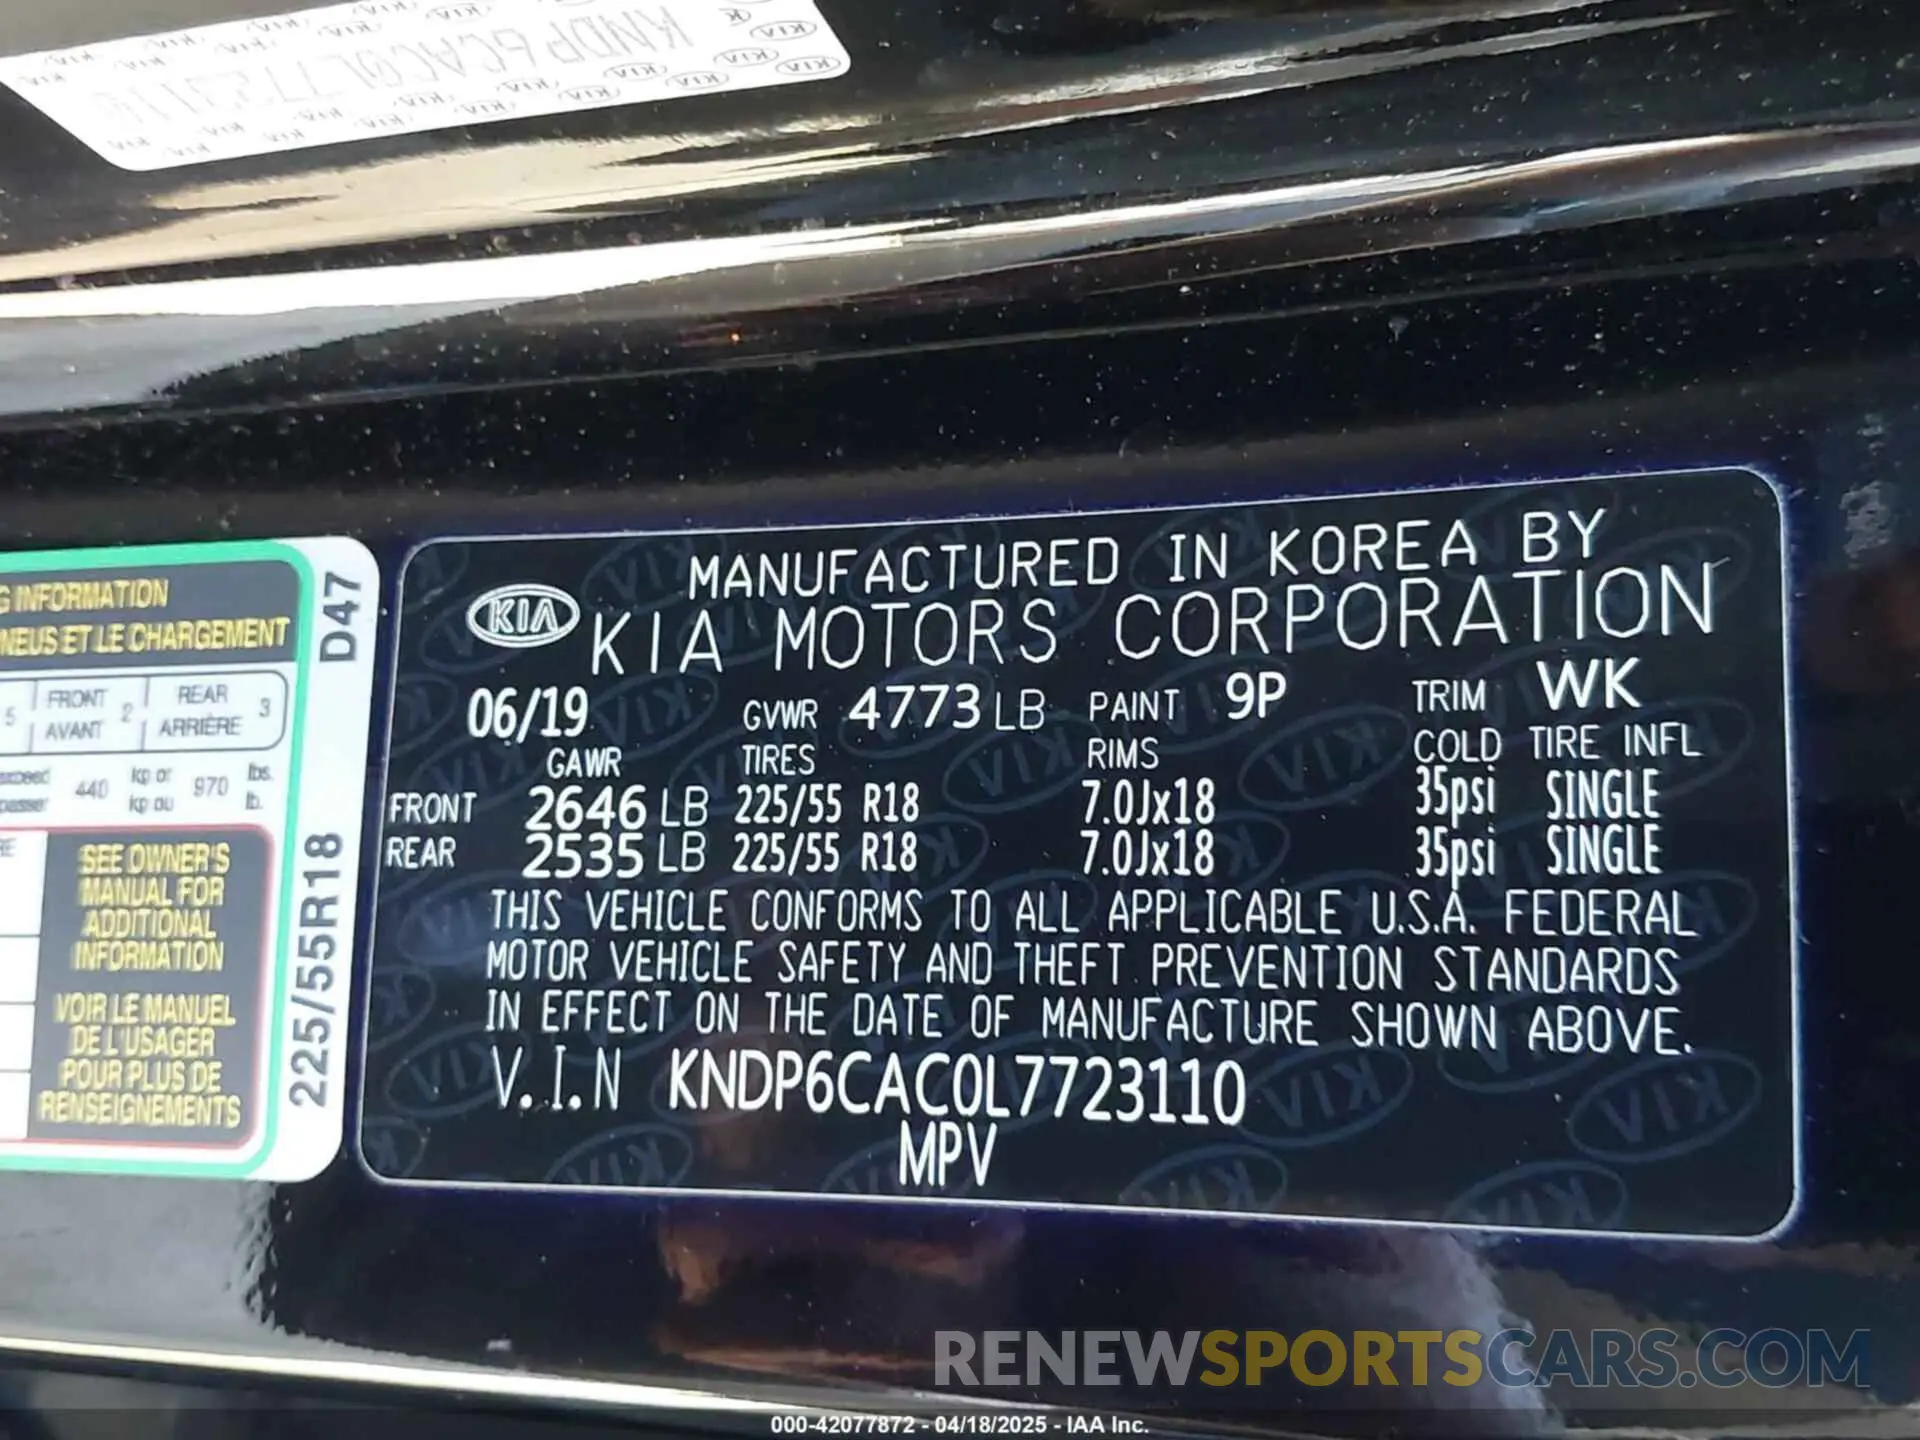 KNDP6CAC0L7723110
KIA
G INFORMATION
NEUS ET LE CHARGEMENT
5 FRONT AVANT 2 REAR ARRIÈRE 3
440 kg or kg ou 970 lbs. lb.
SEE OWNER'S
MANUAL FOR
ADDITIONAL
INFORMATION
VOIR LE MANUEL
DE L'USAGER
POUR PLUS DE
RENSEIGNEMENTS
D47
225/55R18
MANUFACTURED IN KOREA BY
KIA KIA MOTORS CORPORATION
06/19 GVWR 4773 LB PAINT 9P TRIM WK
GAWR TIRES RIMS COLD TIRE INFL
FRONT 2646 LB 225/55 R18 7.0Jx18 35psi SINGLE
REAR 2535 LB 225/55 R18 7.0Jx18 35psi SINGLE
THIS VEHICLE CONFORMS TO ALL APPLICABLE U.S.A. FEDERAL
MOTOR VEHICLE SAFETY AND THEFT PREVENTION STANDARDS
IN EFFECT ON THE DATE OF MANUFACTURE SHOWN ABOVE.
V.I.N KNDP6CAC0L7723110
MPV
RENEWSPORTSCARS.COM
000-42077872 - 04/18/2025 - IAA Inc.